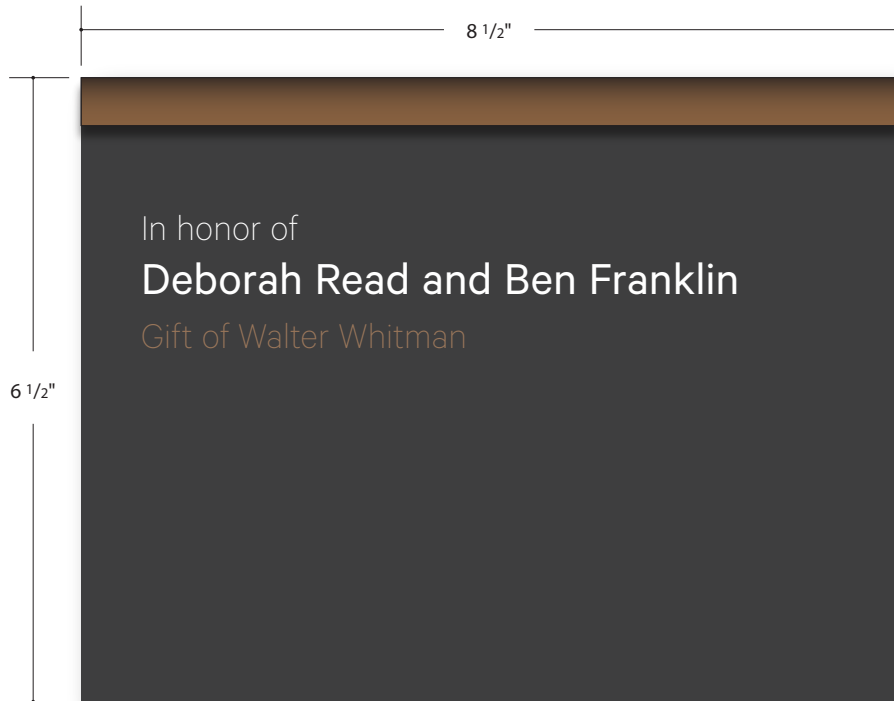 8 1/2"
In honor of
Deborah Read and Ben Franklin
Gift of Walter Whitman
6 1/2"